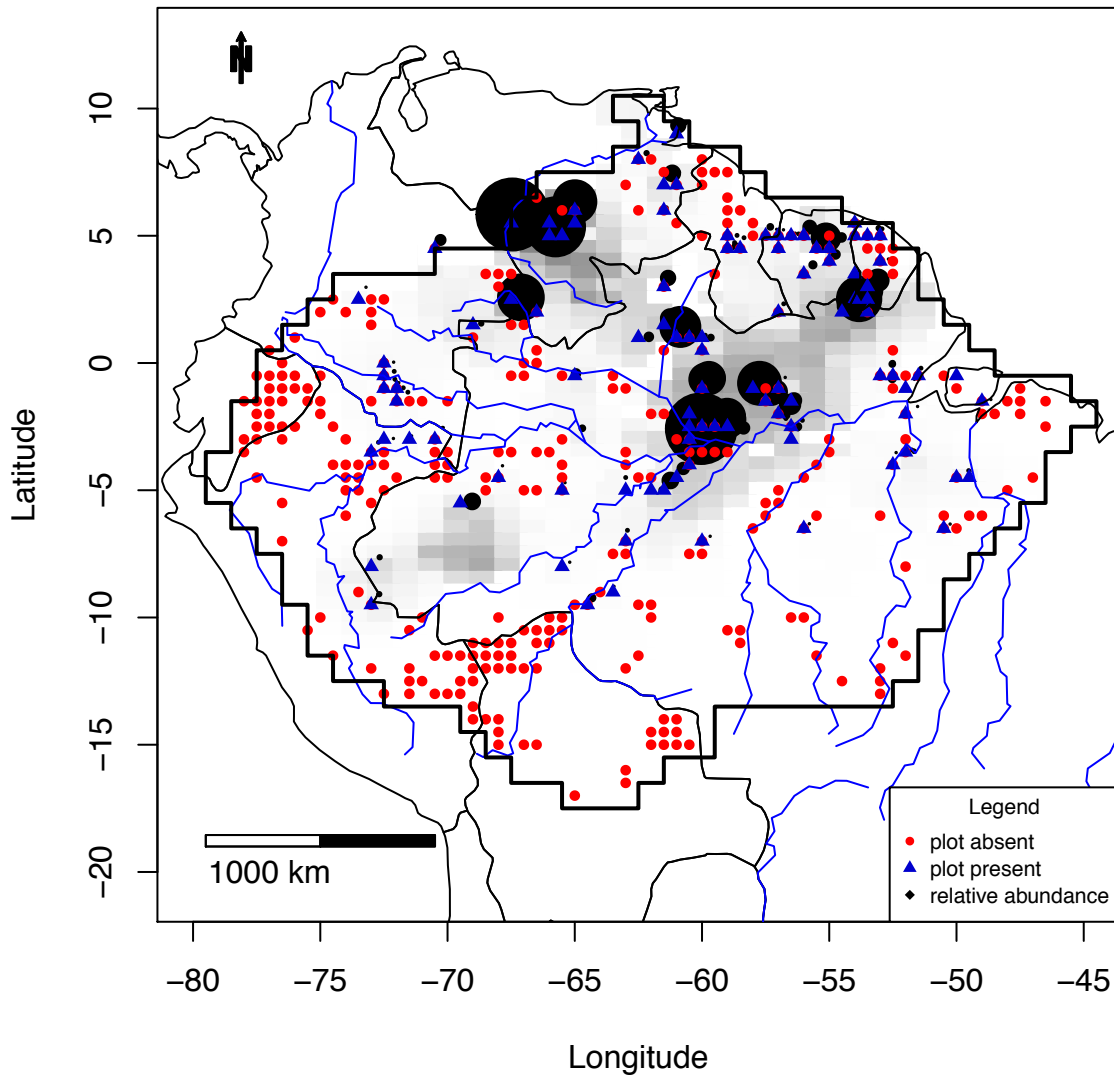 N
10
5
0
−5
−10
−15
−20
Latitude
1000 km
Legend
plot absent
plot present
relative abundance
−80
−75
−70
−65
−60
−55
−50
−45
Longitude